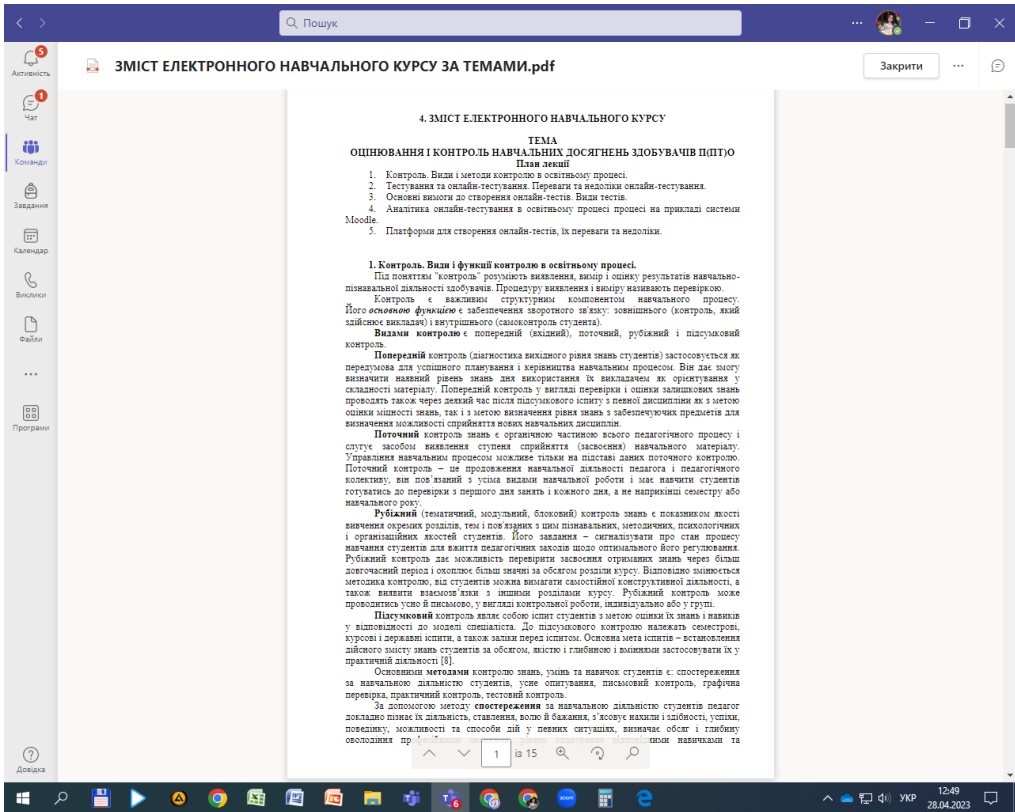 Пошук
5
Активність
1
Чат
Команди
Завдання
Календар
Виклики
Файли
Програми
Довідка
ЗМІСТ ЕЛЕКТРОННОГО НАВЧАЛЬНОГО КУРСУ ЗА ТЕМАМИ.pdf
Закрити
4. ЗМІСТ ЕЛЕКТРОННОГО НАВЧАЛЬНОГО КУРСУ
ТЕМА
ОЦІНЮВАННЯ І КОНТРОЛЬ НАВЧАЛЬНИХ ДОСЯГНЕНЬ ЗДОБУВАЧІВ П(ПТ)О
План лекції
1. Контроль. Види і методи контролю в освітньому процесі.
2. Тестування та онлайн-тестування. Переваги та недоліки онлайн-тестування.
3. Основні вимоги до створення онлайн-тестів. Види тестів.
4. Аналітика онлайн-тестування в освітньому процесі процесі на прикладі системи
Moodle.
5. Платформи для створення онлайн-тестів, їх переваги та недоліки.
1. Контроль. Види і функції контролю в освітньому процесі.
Під поняттям "контроль" розуміють виявлення, вимір і оцінку результатів навчально-
пізнавальної діяльності здобувачів. Процедуру виявлення і виміру називають перевіркою.
Контроль є важливим структурним компонентом навчального процесу.
Його основною функцією є забезпечення зворотного зв'язку: зовнішнього (контроль, який
здійснює викладач) і внутрішнього (самоконтроль студента).
Видами контролю є попередній (вхідний), поточний, рубіжний і підсумковий
контроль.
Попередній контроль (діагностика вихідного рівня знань студентів) застосовується як
передумова для успішного планування і керівництва навчальним процесом. Він дає змогу
визначити наявний рівень знань дня використання їх викладачем як орієнтування у
складності матеріалу. Попередній контроль у вигляді перевірки і оцінки залишкових знань
проводять також через деякий час після підсумкового іспиту з певної дисципліни як з метою
оцінки міцності знань, так і з метою визначення рівня знань з забезпечуючих предметів для
визначення можливості сприйняття нових навчальних дисциплін.
Поточний контроль знань є органічною частиною всього педагогічного процесу і
слугує засобом виявлення ступеня сприйняття (засвоєння) навчального матеріалу.
Управління навчальним процесом можливе тільки на підставі даних поточного контролю.
Поточний контроль – це продовження навчальної діяльності педагога і педагогічного
колективу, він пов’язаний з усіма видами навчальної роботи і має навчити студентів
готуватись до перевірки з першого дня занять і кожного дня, а не наприкінці семестру або
навчального року.
Рубіжний (тематичний, модульний, блоковий) контроль знань є показником якості
вивчення окремих розділів, тем і пов'язаних з цим пізнавальних, методичних, психологічних
і організаційних якостей студентів. Його завдання – сигналізувати про стан процесу
навчання студентів для вжиття педагогічних заходів щодо оптимального його регулювання.
Рубіжний контроль дає можливість перевірити засвоєння отриманих знань через більш
довгочасний період і охоплює більш значні за обсягом розділи курсу. Відповідно змінюється
методика контролю, від студентів можна вимагати самостійної конструктивної діяльності, а
також виявити взаємозв’язки з іншими розділами курсу. Рубіжний контроль може
проводитись усно й письмово, у вигляді контрольної роботи, індивідуально або у групі.
Підсумковий контроль являє собою іспит студентів з метою оцінки їх знань і навиків
у відповідності до моделі спеціаліста. До підсумкового контролю належать семестрові,
курсові і державні іспити, а також заліки перед іспитом. Основна мета іспитів – встановлення
дійсного змісту знань студентів за обсягом, якістю і глибиною і вміннями застосовувати їх у
практичній діяльності [8].
Основними методами контролю знань, умінь та навичок студентів є: спостереження
за навчальною діяльністю студентів, усне опитування, письмовий контроль, графічна
перевірка, практичний контроль, тестовий контроль.
За допомогою методу спостереження за навчальною діяльністю студентів педагог
докладно пізнає їх діяльність, ставлення, волю й бажання, з’ясовує нахили і здібності, успіхи,
поведінку, можливості та способи дій у певних ситуаціях, визначає обсяг і глибину
оволодіння навичками та
1 із 15
6
zoom
УКР
12:49
28.04.2023